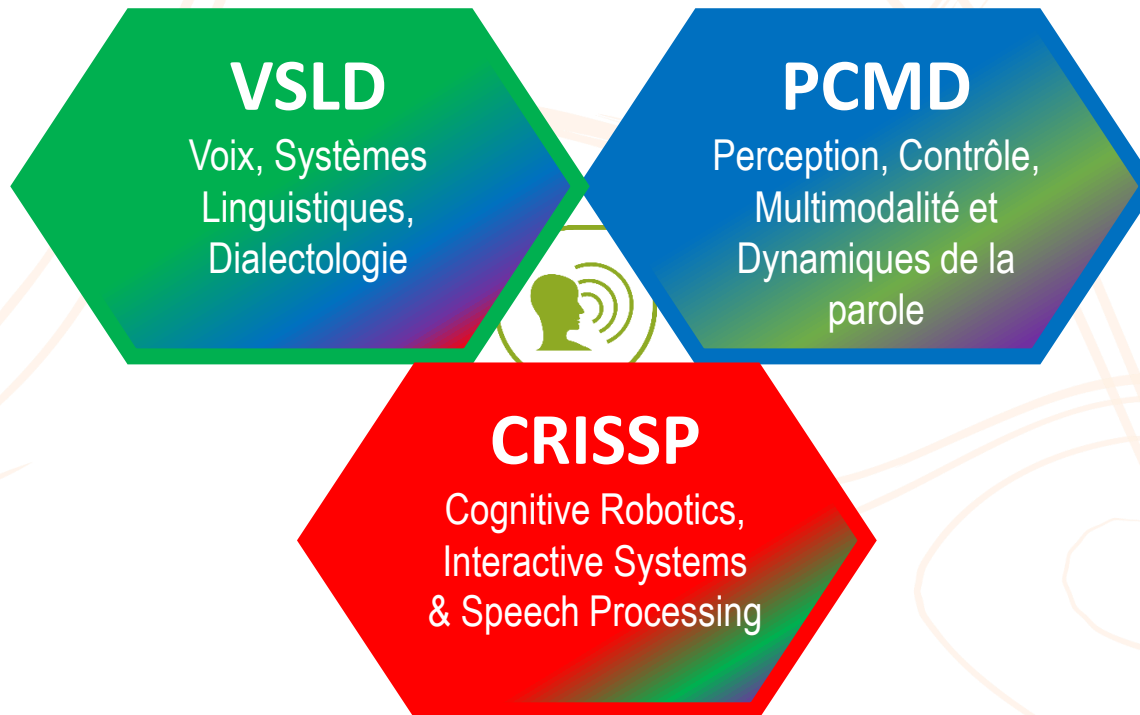 VSLD
Voix, Systèmes
Linguistiques,
Dialectologie
PCMD
Perception, Contrôle,
Multimodalité et
Dynamiques de la
parole
CRISSP
Cognitive Robotics,
Interactive Systems
& Speech Processing